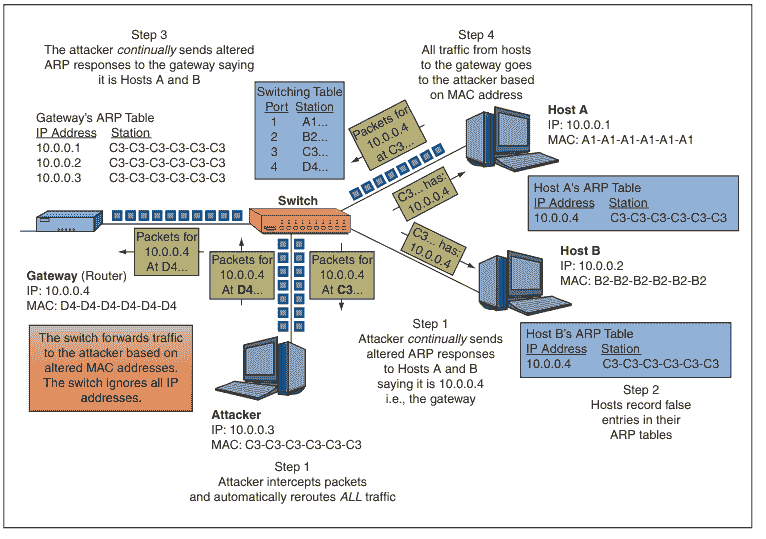 Step 3
The attacker continually sends altered
ARP responses to the gateway saying
it is Hosts A and B
Step 4
All traffic from hosts
to the gateway goes
to the attacker based
on MAC address
Gateway's ARP Table
IP Address Station
10.0.0.1 C3-C3-C3-C3-C3-C3
10.0.0.2 C3-C3-C3-C3-C3-C3
10.0.0.3 C3-C3-C3-C3-C3-C3
Switching Table
Port Station
1 A1...
2 B2...
3 C3...
4 D4...
Packets for
10.0.0.4
at C3...
Host A
IP: 10.0.0.1
MAC: A1-A1-A1-A1-A1-A1
Host A's ARP Table
IP Address Station
10.0.0.4 C3-C3-C3-C3-C3-C3
C3... has:
10.0.0.4
Switch
C3... has:
10.0.0.4
Host B
IP: 10.0.0.2
MAC: B2-B2-B2-B2-B2-B2
Host B's ARP Table
IP Address Station
10.0.0.4 C3-C3-C3-C3-C3-C3
Step 2
Hosts record false
entries in their
ARP tables
Gateway (Router)
IP: 10.0.0.4
MAC: D4-D4-D4-D4-D4-D4
Packets for
10.0.0.4
At D4...
Packets for
10.0.0.4
At D4...
Packets for
10.0.0.4
At C3...
The switch forwards traffic
to the attacker based on
altered MAC addresses.
The switch ignores all IP
addresses.
Step 1
Attacker continually sends
altered ARP responses
to Hosts A and B
saying it is 10.0.0.4
i.e., the gateway
Attacker
IP: 10.0.0.3
MAC: C3-C3-C3-C3-C3-C3
Step 1
Attacker intercepts packets
and automatically reroutes ALL traffic